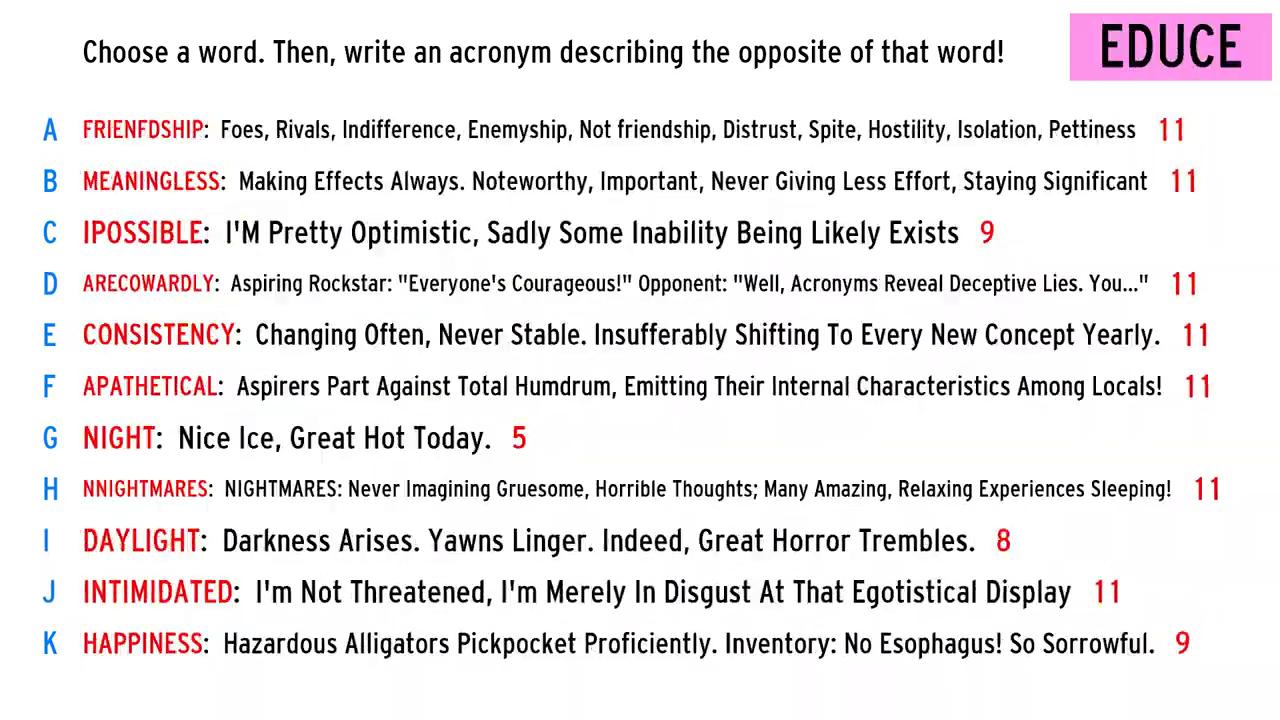 Choose a word. Then, write an acronym describing the opposite of that word!
EDUCE
A FRIENFDSHIP: Foes, Rivals, Indifference, Enemyship, Not friendship, Distrust, Spite, Hostility, Isolation, Pettiness 11
B MEANINGLESS: Making Effects Always. Noteworthy, Important, Never Giving Less Effort, Staying Significant 11
C IPOSSIBLE: I'M Pretty Optimistic, Sadly Some Inability Being Likely Exists 9
D ARECOWARDLY: Aspiring Rockstar: "Everyone's Courageous!" Opponent: "Well, Acronyms Reveal Deceptive Lies. You..." 11
E CONSISTENCY: Changing Often, Never Stable. Insufferably Shifting To Every New Concept Yearly. 11
F APATHETICAL: Aspirers Part Against Total Humdrum, Emitting Their Internal Characteristics Among Locals! 11
G NIGHT: Nice Ice, Great Hot Today. 5
H NNIGHTMARES: NIGHTMARES: Never Imagining Gruesome, Horrible Thoughts; Many Amazing, Relaxing Experiences Sleeping! 11
I DAYLIGHT: Darkness Arises. Yawns Linger. Indeed, Great Horror Trembles. 8
J INTIMIDATED: I'm Not Threatened, I'm Merely In Disgust At That Egotistical Display 11
K HAPPINESS: Hazardous Alligators Pickpocket Proficiently. Inventory: No Esophagus! So Sorrowful. 9